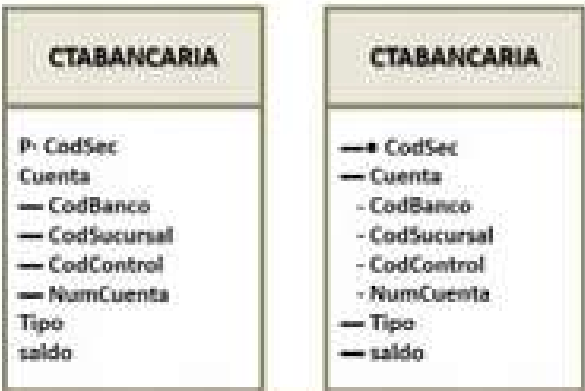 CTABANCARIA
P- CodSec
Cuenta
— CodBanco
— CodSucursal
— CodControl
— NumCuenta
Tipo
saldo
CTABANCARIA
—• CodSec
— Cuenta
- CodBanco
- CodSucursal
- CodControl
- NumCuenta
— Tipo
— saldo